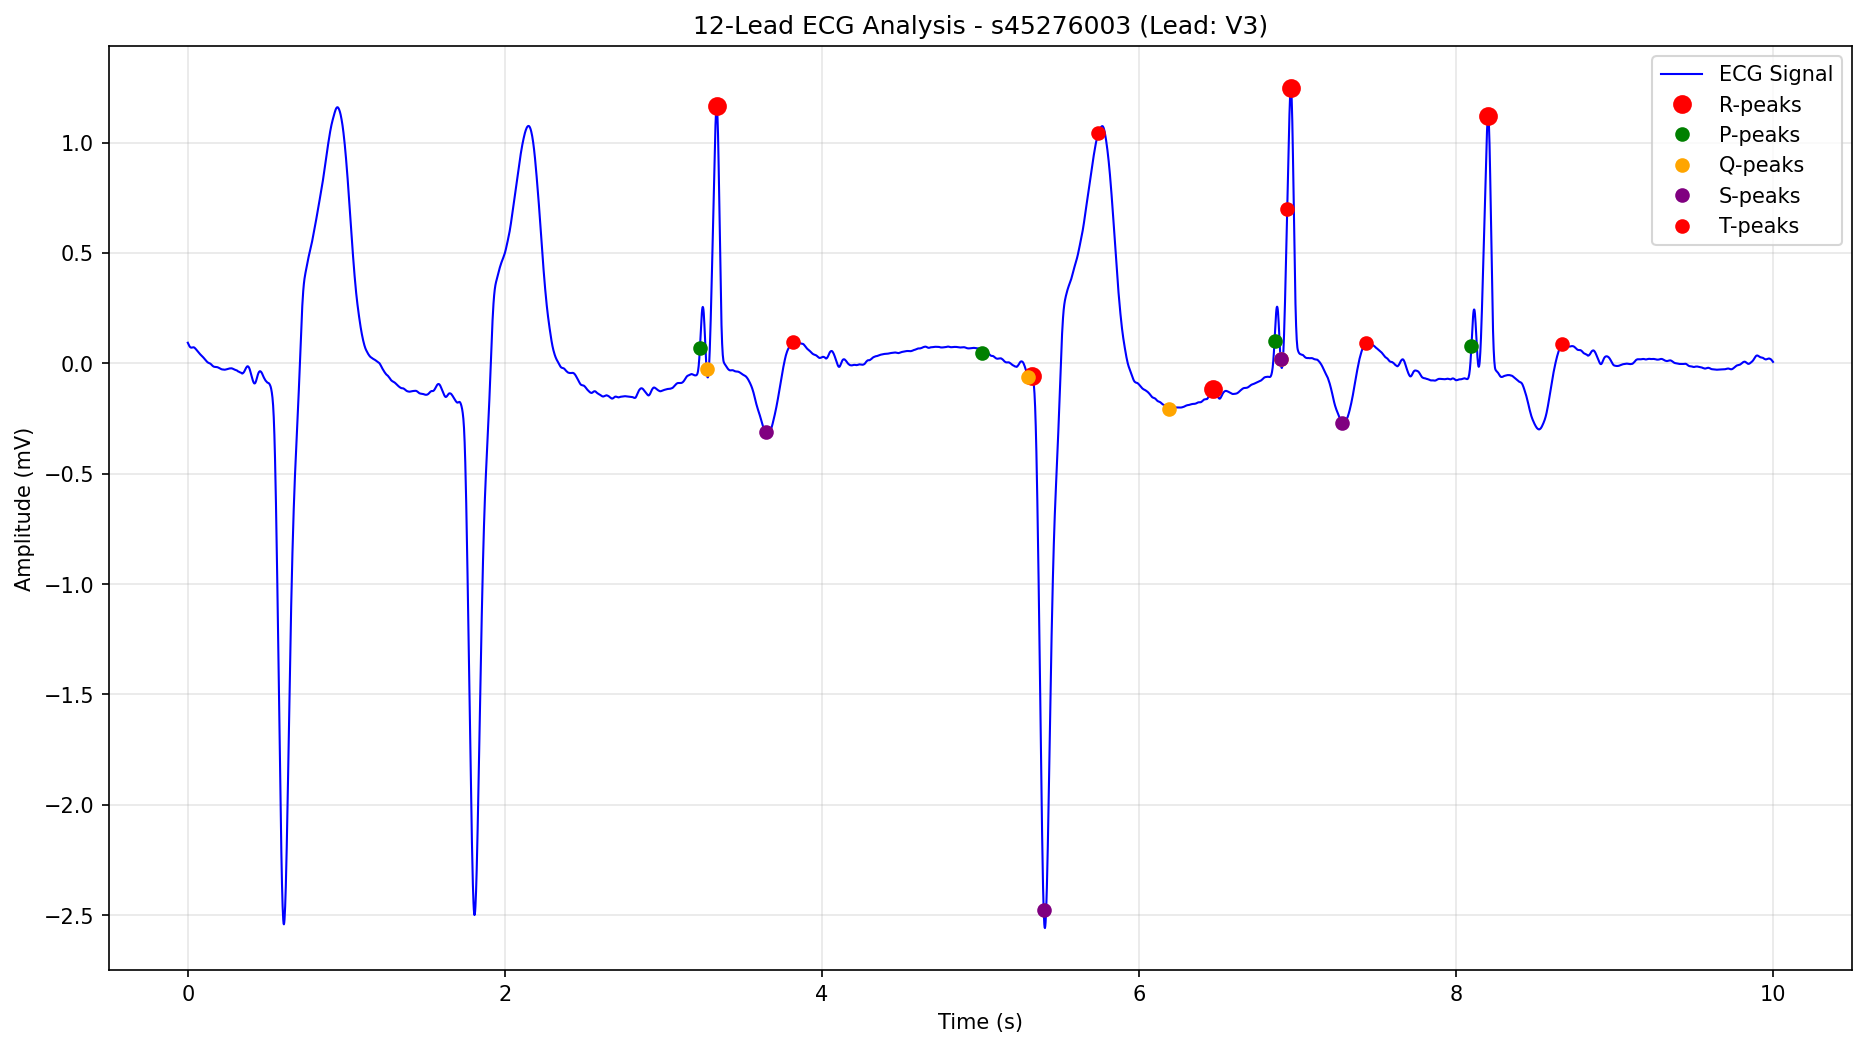 12-Lead ECG Analysis - s45276003 (Lead: V3)
ECG Signal
R-peaks
P-peaks
Q-peaks
S-peaks
T-peaks
Amplitude (mV)
1.0
0.5
0.0
−0.5
−1.0
−1.5
−2.0
−2.5
0 2 4 6 8 10
Time (s)